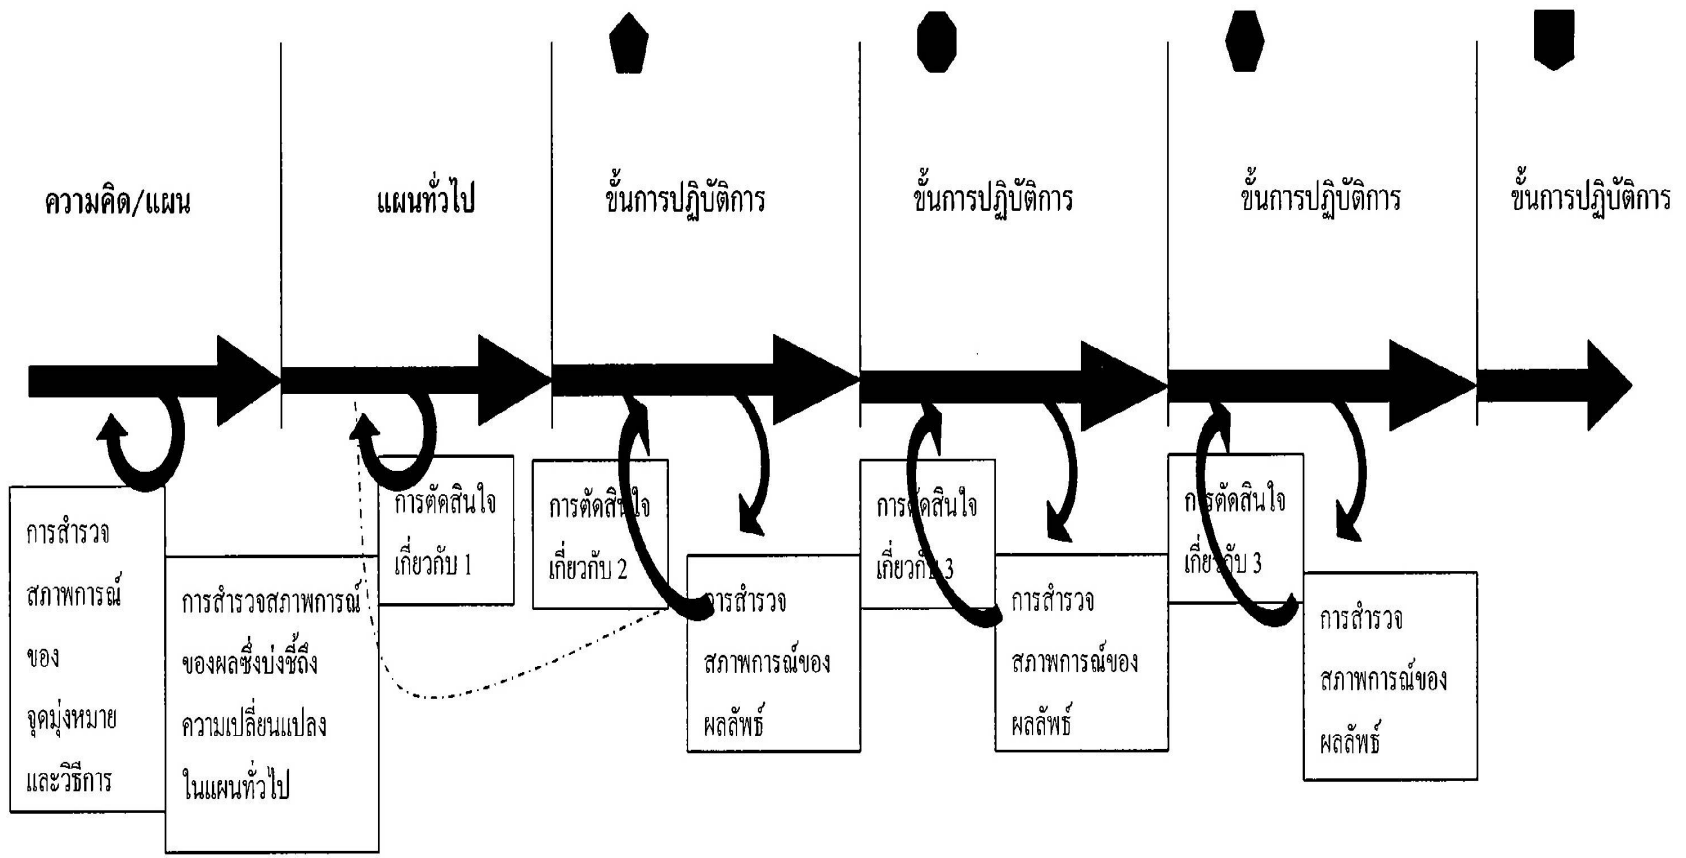 ความคิด/แผน
แผนทั่วไป
ขั้นการปฏิบัติการ
ขั้นการปฏิบัติการ
ขั้นการปฏิบัติการ
ขั้นการปฏิบัติการ
การสำรวจ
สภาพการณ์
ของ
จุดมุ่งหมาย
และวิธีการ
การสำรวจสภาพการณ์
ของผลซึ่งบ่งชี้ถึง
ความเปลี่ยนแปลง
ในแผนทั่วไป
การตัดสินใจ
เกี่ยวกับ 1
การตัดสินใจ
เกี่ยวกับ 2
การสำรวจ
สภาพการณ์ของ
ผลลัพธ์
การตัดสินใจ
เกี่ยวกับ 3
การสำรวจ
สภาพการณ์ของ
ผลลัพธ์
การตัดสินใจ
เกี่ยวกับ 3
การสำรวจ
สภาพการณ์ของ
ผลลัพธ์